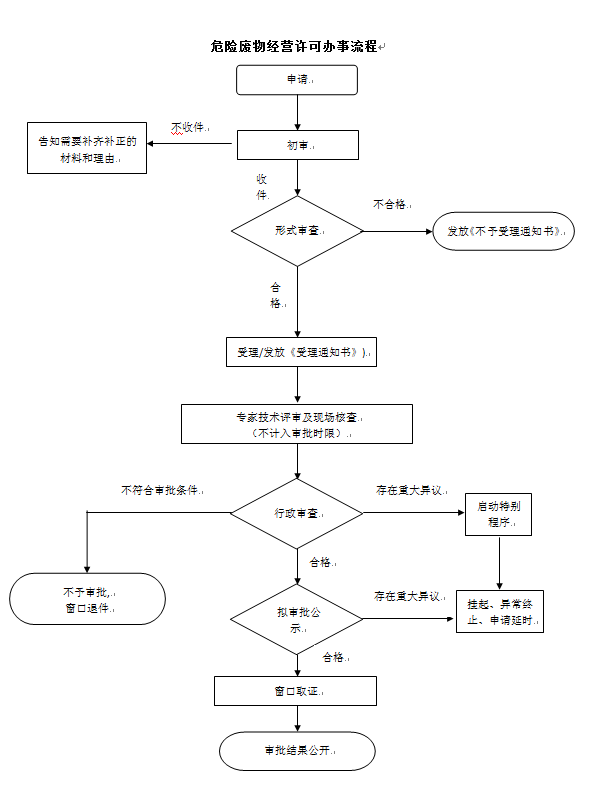 危险废物经营许可办事流程
申请
不收件
告知需要补齐补正的
材料和理由
初审
收
件
形式审查
不合格
发放《不予受理通知书》
合
格
受理/发放《受理通知书》)
专家技术评审及现场核查
（不计入审批时限）
不符合审批条件
行政审查
存在重大异议
启动特别
程序
合格
不予审批,
窗口退件
拟审批公
示
存在重大异议
挂起、异常终
止、申请延时
合格
窗口取证
审批结果公开